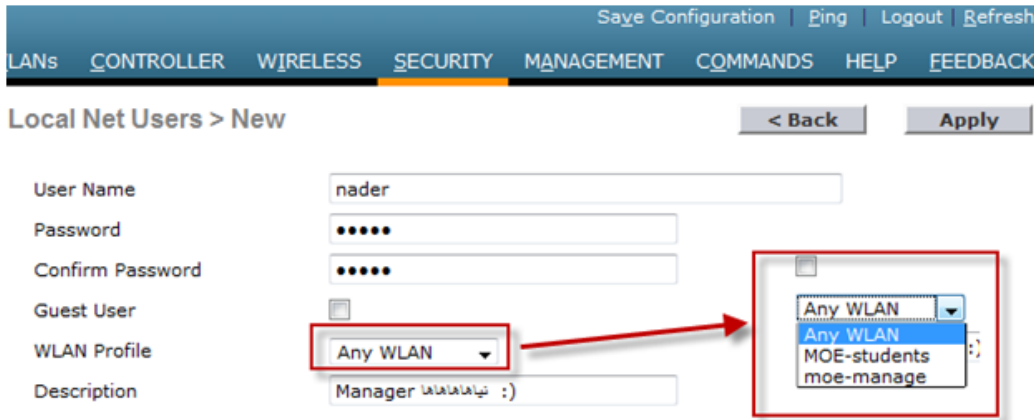 Save Configuration | Ping | Logout | Refresh
LANs CONTROLLER WIRELESS SECURITY MANAGEMENT COMMANDS HELP FEEDBACK
Local Net Users > New
< Back
Apply
User Name nader
Password •••••
Confirm Password •••••
Guest User
WLAN Profile Any WLAN
Description Manager نياهاهاهاها :)
Any WLAN
Any WLAN
MOE-students
moe-manage
:)